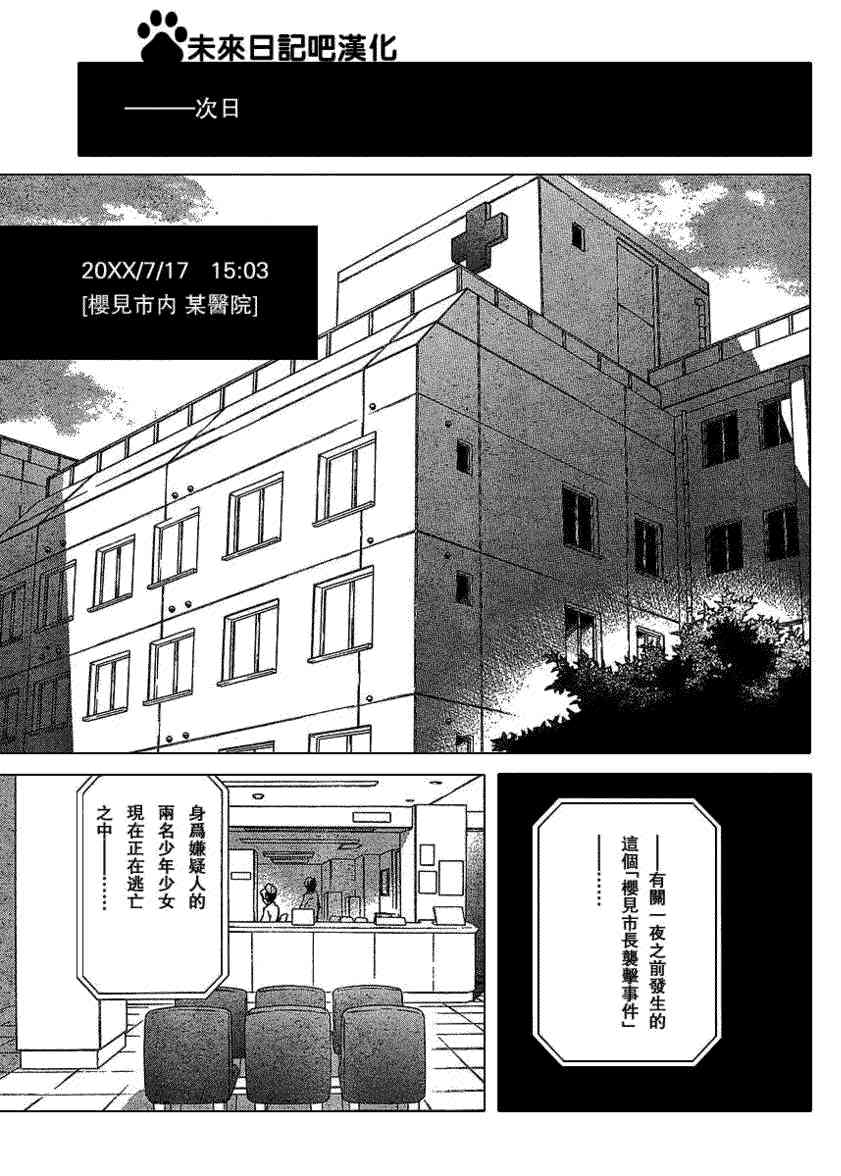 未來日記吧漢化
————次日
20XX/7/17 15:03
[櫻見市內 某醫院]
——有關一夜之前發生的
這個「櫻見市長襲擊事件」
————……
身爲嫌疑人的
兩名少年少女
現在正在逃亡
之中————……